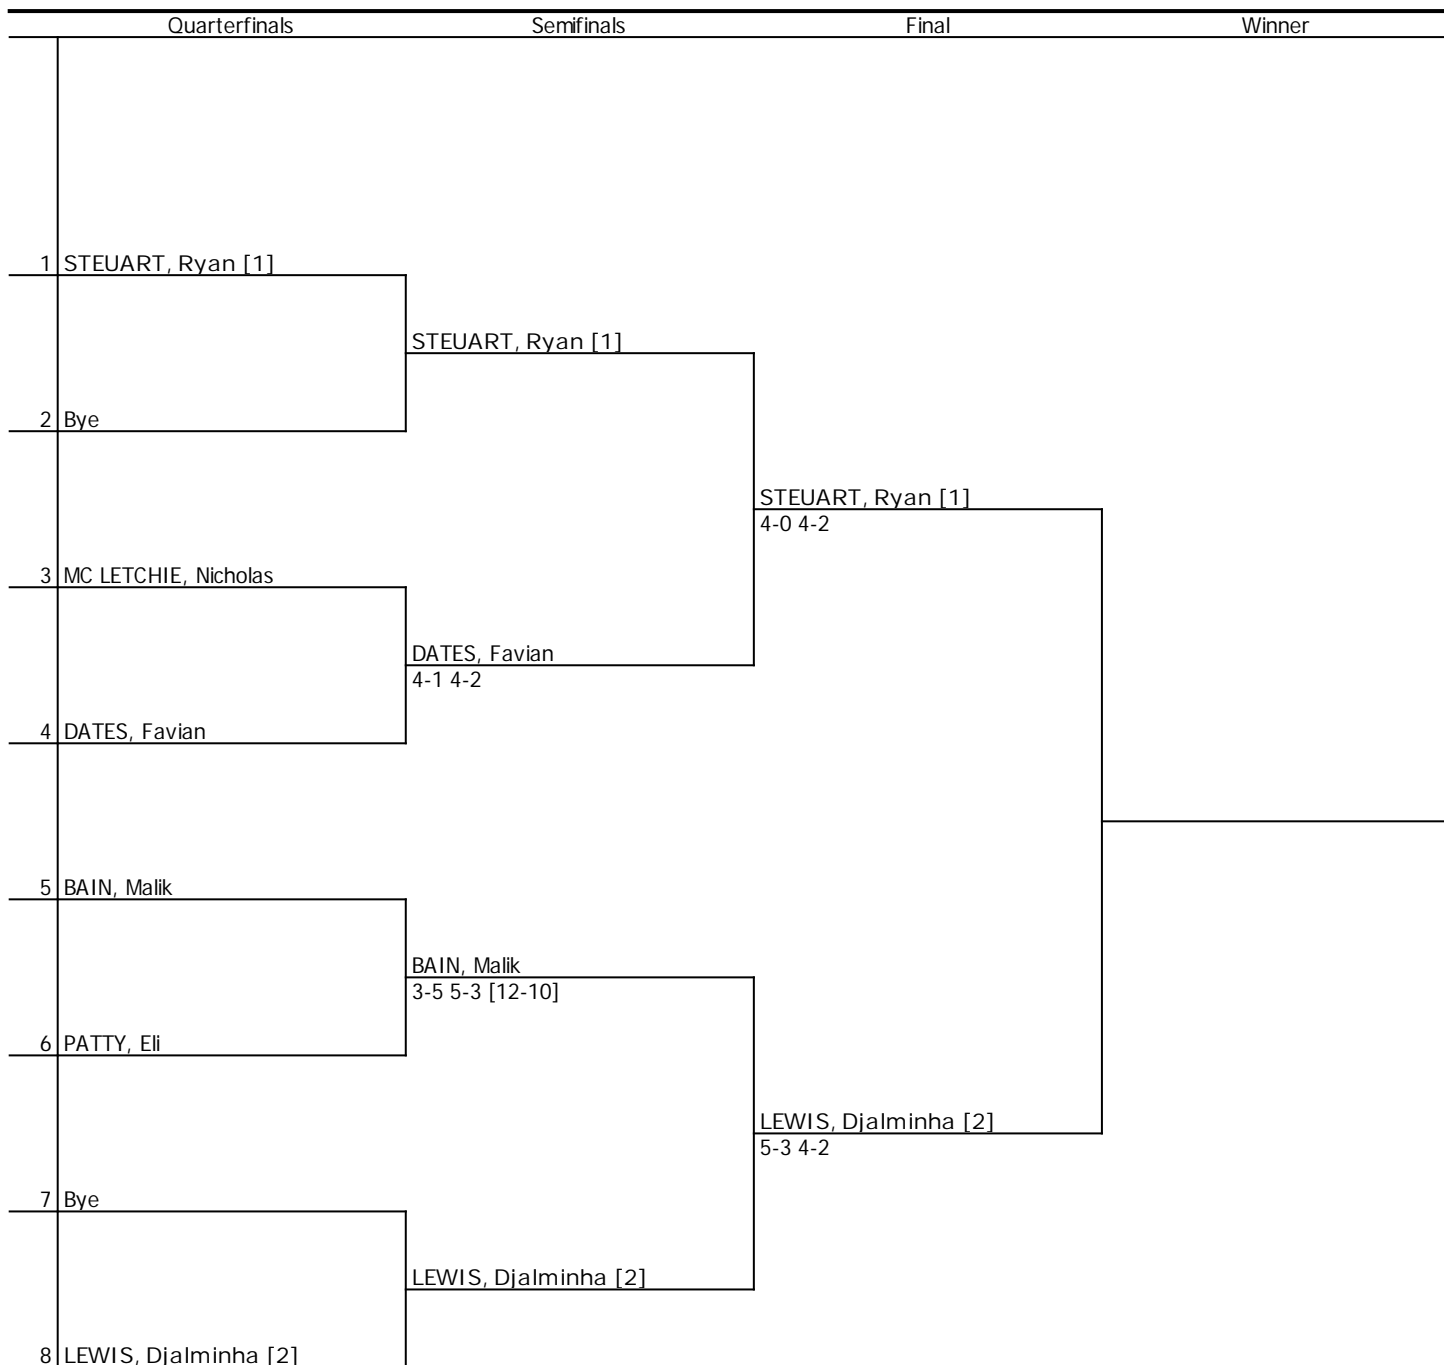 Quarterfinals Semifinals Final Winner
1 STEUART, Ryan [1]
STEUART, Ryan [1]
2 Bye
STEUART, Ryan [1]
4-0 4-2
3 MC LETCHIE, Nicholas
DATES, Favian
4-1 4-2
4 DATES, Favian
5 BAIN, Malik
BAIN, Malik
3-5 5-3 [12-10]
6 PATTY, Eli
LEWIS, Djalminha [2]
5-3 4-2
7 Bye
LEWIS, Djalminha [2]
8 LEWIS, Djalminha [2]